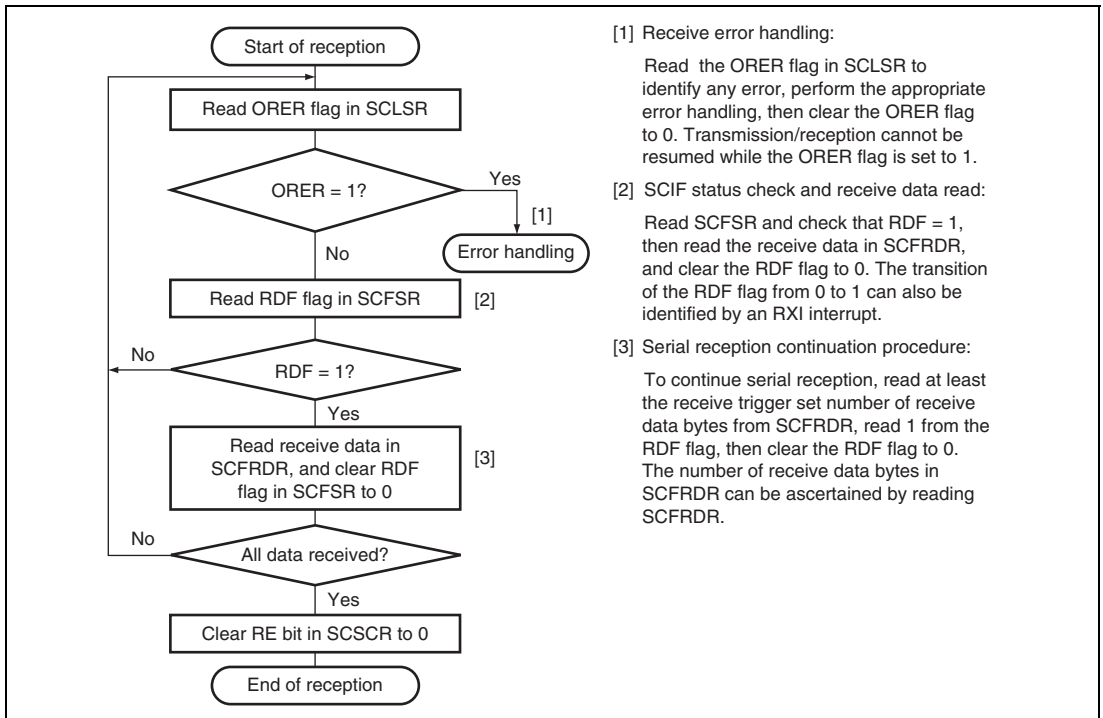 Start of reception
Read ORER flag in SCLSR
ORER = 1?
Yes
[1]
Error handling
No
Read RDF flag in SCFSR
[2]
No
RDF = 1?
Yes
Read receive data in
SCFRDR, and clear RDF
flag in SCFSR to 0
[3]
No
All data received?
Yes
Clear RE bit in SCSCR to 0
End of reception
[1] Receive error handling:
Read the ORER flag in SCLSR to
identify any error, perform the appropriate
error handling, then clear the ORER flag
to 0. Transmission/reception cannot be
resumed while the ORER flag is set to 1.
[2] SCIF status check and receive data read:
Read SCFSR and check that RDF = 1,
then read the receive data in SCFRDR,
and clear the RDF flag to 0. The transition
of the RDF flag from 0 to 1 can also be
identified by an RXI interrupt.
[3] Serial reception continuation procedure:
To continue serial reception, read at least
the receive trigger set number of receive
data bytes from SCFRDR, read 1 from the
RDF flag, then clear the RDF flag to 0.
The number of receive data bytes in
SCFRDR can be ascertained by reading
SCFRDR.